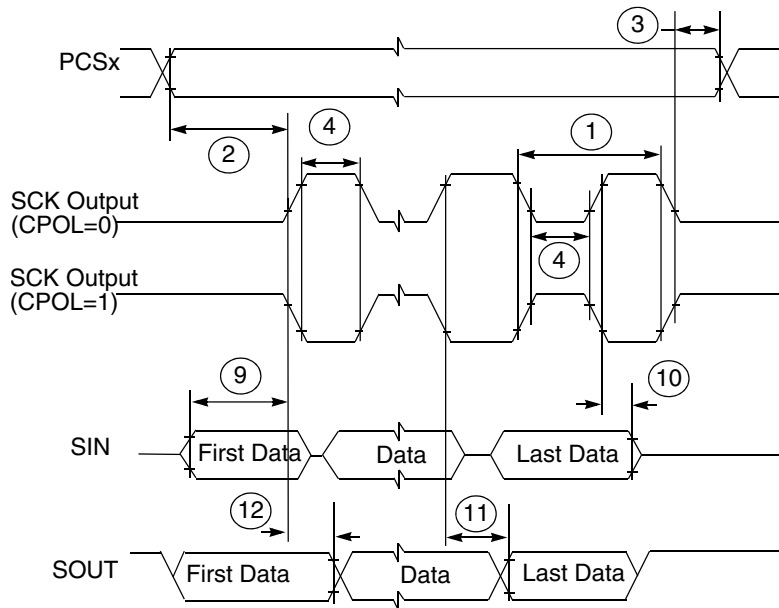 3
PCSx
2
4
1
SCK Output
(CPOL=0)
4
SCK Output
(CPOL=1)
9
10
SIN
First Data
Data
Last Data
12
11
SOUT
First Data
Data
Last Data